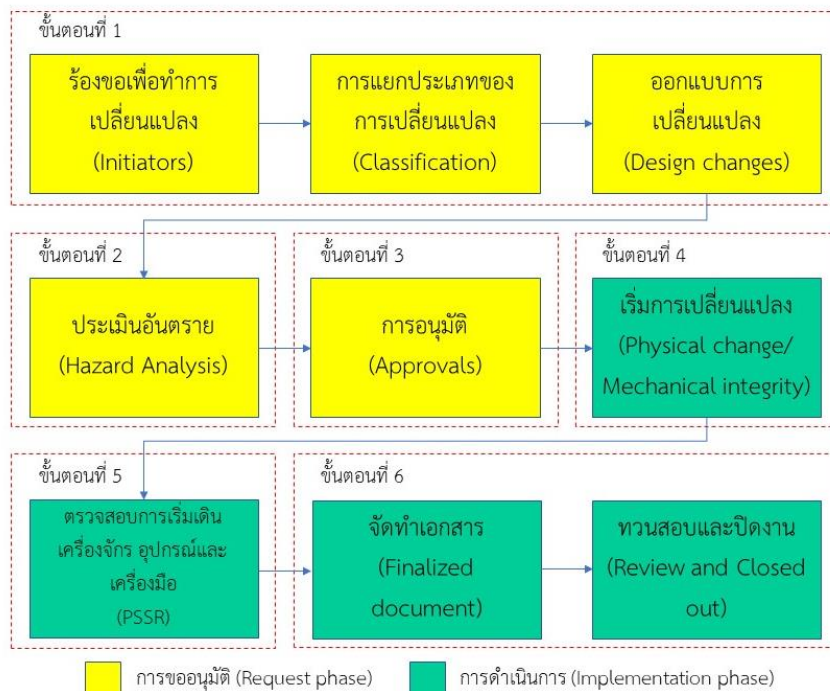 ขั้นตอนที่ 1
ร้องขอเพื่อทำการ
เปลี่ยนแปลง
(Initiators)
การแยกประเภทของ
การเปลี่ยนแปลง
(Classification)
ออกแบบการ
เปลี่ยนแปลง
(Design changes)
ขั้นตอนที่ 2
ประเมินอันตราย
(Hazard Analysis)
ขั้นตอนที่ 3
การอนุมัติ
(Approvals)
ขั้นตอนที่ 4
เริ่มการเปลี่ยนแปลง
(Physical change/
Mechanical integrity)
ขั้นตอนที่ 5
ตรวจสอบการเริ่มเดิน
เครื่องจักร อุปกรณ์และ
เครื่องมือ
(PSSR)
ขั้นตอนที่ 6
จัดทำเอกสาร
(Finalized
document)
ทวนสอบและปิดงาน
(Review and Closed
out)
การขออนุมัติ (Request phase)
การดำเนินการ (Implementation phase)